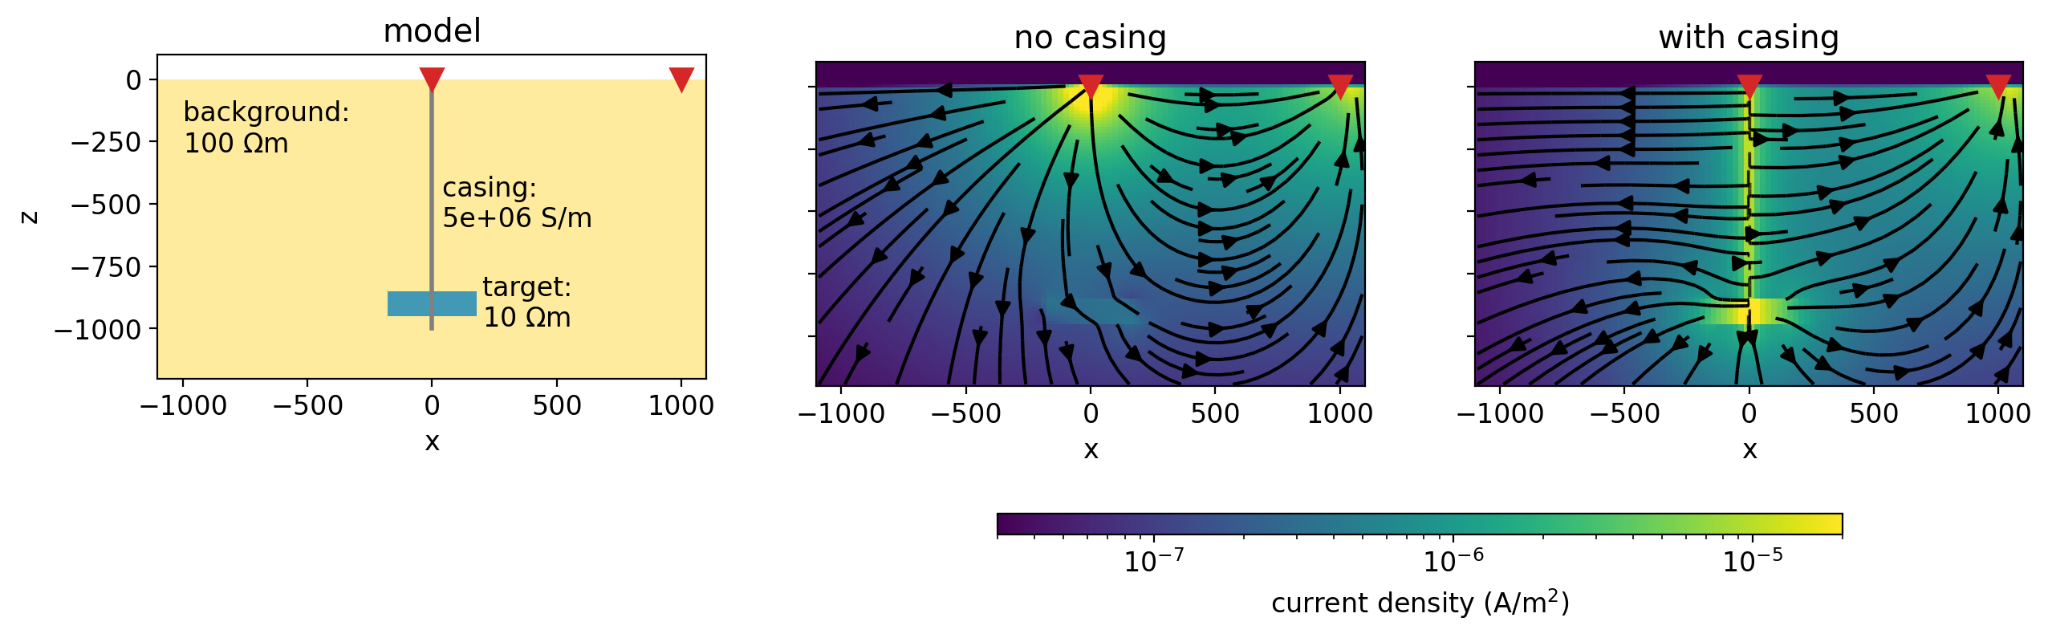 model
no casing
with casing
0
−250
−500
−750
−1000
z
background:
100 Ωm
casing:
5e+06 S/m
target:
10 Ωm
−1000 −500 0 500 1000
x
−1000 −500 0 500 1000
x
−1000 −500 0 500 1000
x
10⁻⁷ 10⁻⁶ 10⁻⁵
current density (A/m²)